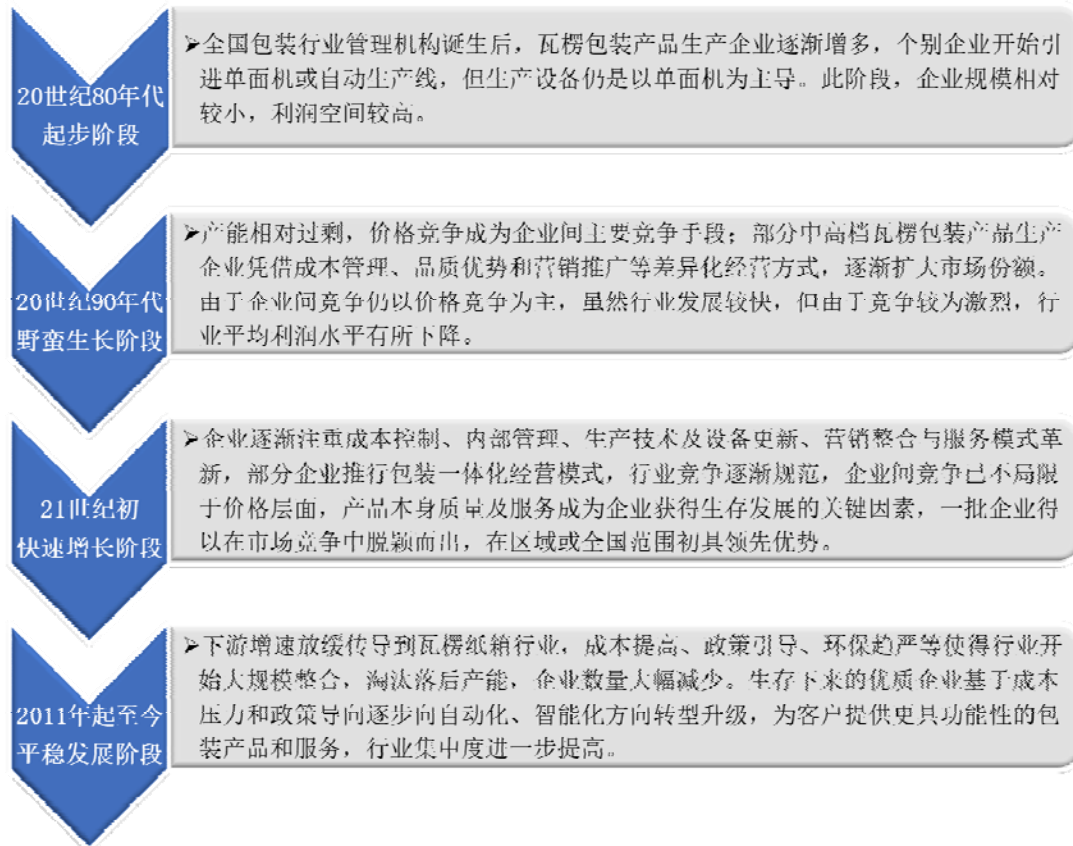 20世纪80年代
起步阶段
➢全国包装行业管理机构诞生后，瓦楞包装产品生产企业逐渐增多，个别企业开始引
进单面机或自动生产线，但生产设备仍是以单面机为主导。此阶段，企业规模相对
较小，利润空间较高。
20世纪90年代
野蛮生长阶段
➢产能相对过剩，价格竞争成为企业间主要竞争手段；部分中高档瓦楞包装产品生产
企业凭借成本管理、品质优势和营销推广等差异化经营方式，逐渐扩大市场份额。
由于企业间竞争仍以价格竞争为主，虽然行业发展较快，但由于竞争较为激烈，行
业平均利润水平有所下降。
21世纪初
快速增长阶段
➢企业逐渐注重成本控制、内部管理、生产技术及设备更新、营销整合与服务模式革
新，部分企业推行包装一体化经营模式，行业竞争逐渐规范，企业间竞争已不局限
于价格层面，产品本身质量及服务成为企业获得生存发展的关键因素，一批企业得
以在市场竞争中脱颖而出，在区域或全国范围初具领先优势。
2011年起至今
平稳发展阶段
➢下游增速放缓传导到瓦楞纸箱行业，成本提高、政策引导、环保趋严等使得行业开
始大规模整合，淘汰落后产能，企业数量大幅减少。生存下来的优质企业基于成本
压力和政策导向逐步向自动化、智能化方向转型升级，为客户提供更具功能性的包
装产品和服务，行业集中度进一步提高。